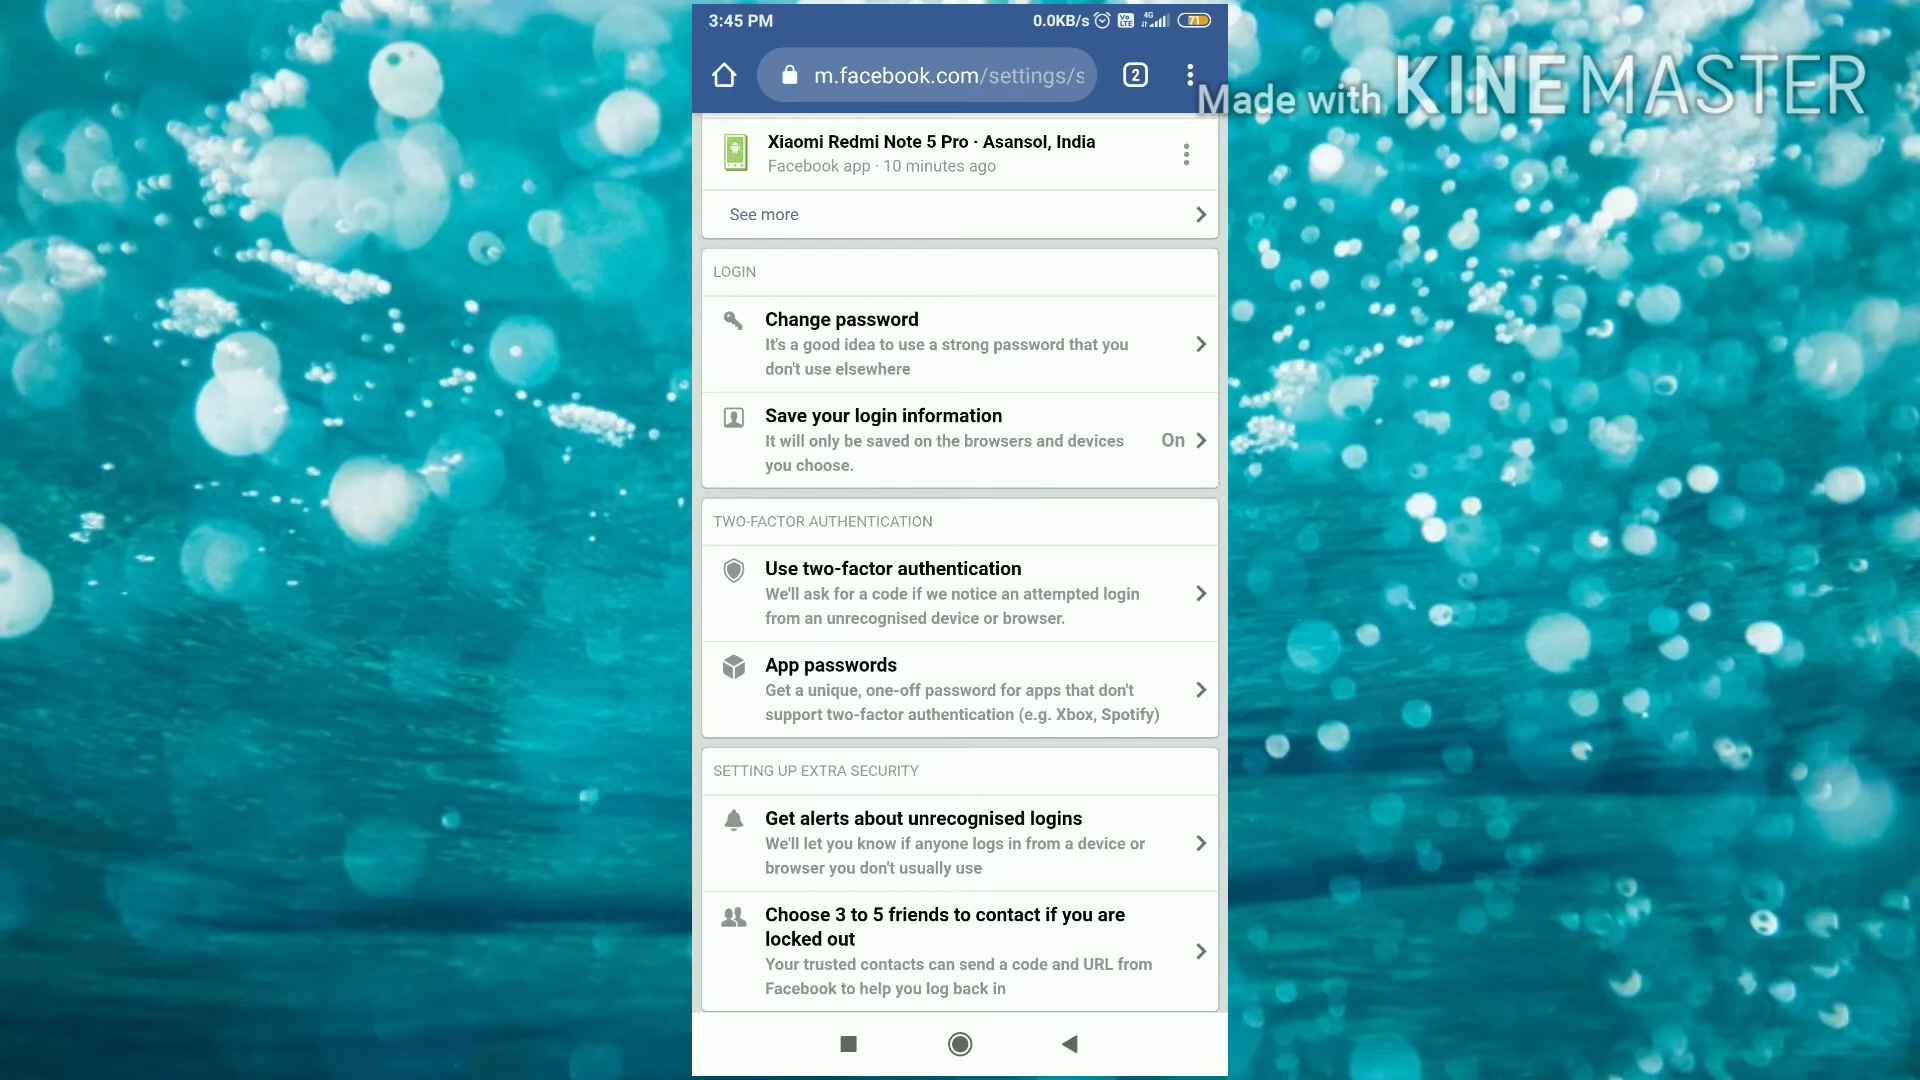 3:45 PM
0.0KB/s
Vo
LTE
4G
71
m.facebook.com/settings/s
2
Made with KINEMASTER
Xiaomi Redmi Note 5 Pro · Asansol, India
Facebook app · 10 minutes ago
See more
LOGIN
Change password
It's a good idea to use a strong password that you
don't use elsewhere
Save your login information
It will only be saved on the browsers and devices
you choose.
On
TWO-FACTOR AUTHENTICATION
Use two-factor authentication
We'll ask for a code if we notice an attempted login
from an unrecognised device or browser.
App passwords
Get a unique, one-off password for apps that don't
support two-factor authentication (e.g. Xbox, Spotify)
SETTING UP EXTRA SECURITY
Get alerts about unrecognised logins
We'll let you know if anyone logs in from a device or
browser you don't usually use
Choose 3 to 5 friends to contact if you are
locked out
Your trusted contacts can send a code and URL from
Facebook to help you log back in